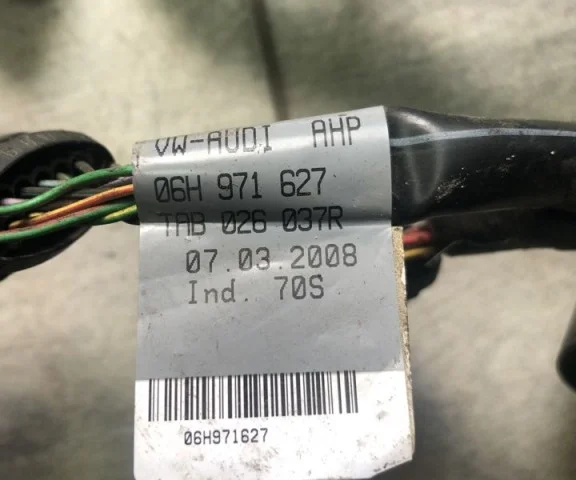 VW-AUDI AHP
06H 971 627
TAB 026 037R
07.03.2008
Ind. 70S
06H971627